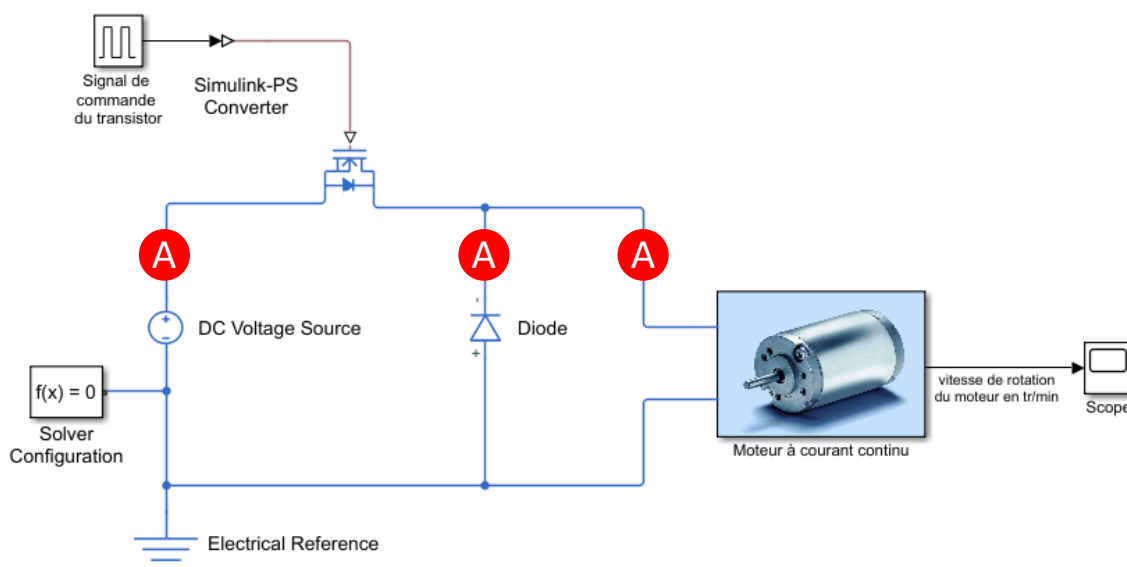 Signal de
commande
du transistor
Simulink-PS
Converter
A
A
A
DC Voltage Source
-
Diode
+
+
−
f(x) = 0
Solver
Configuration
vitesse de rotation
du moteur en tr/min
Scope
Moteur à courant continu
Electrical Reference